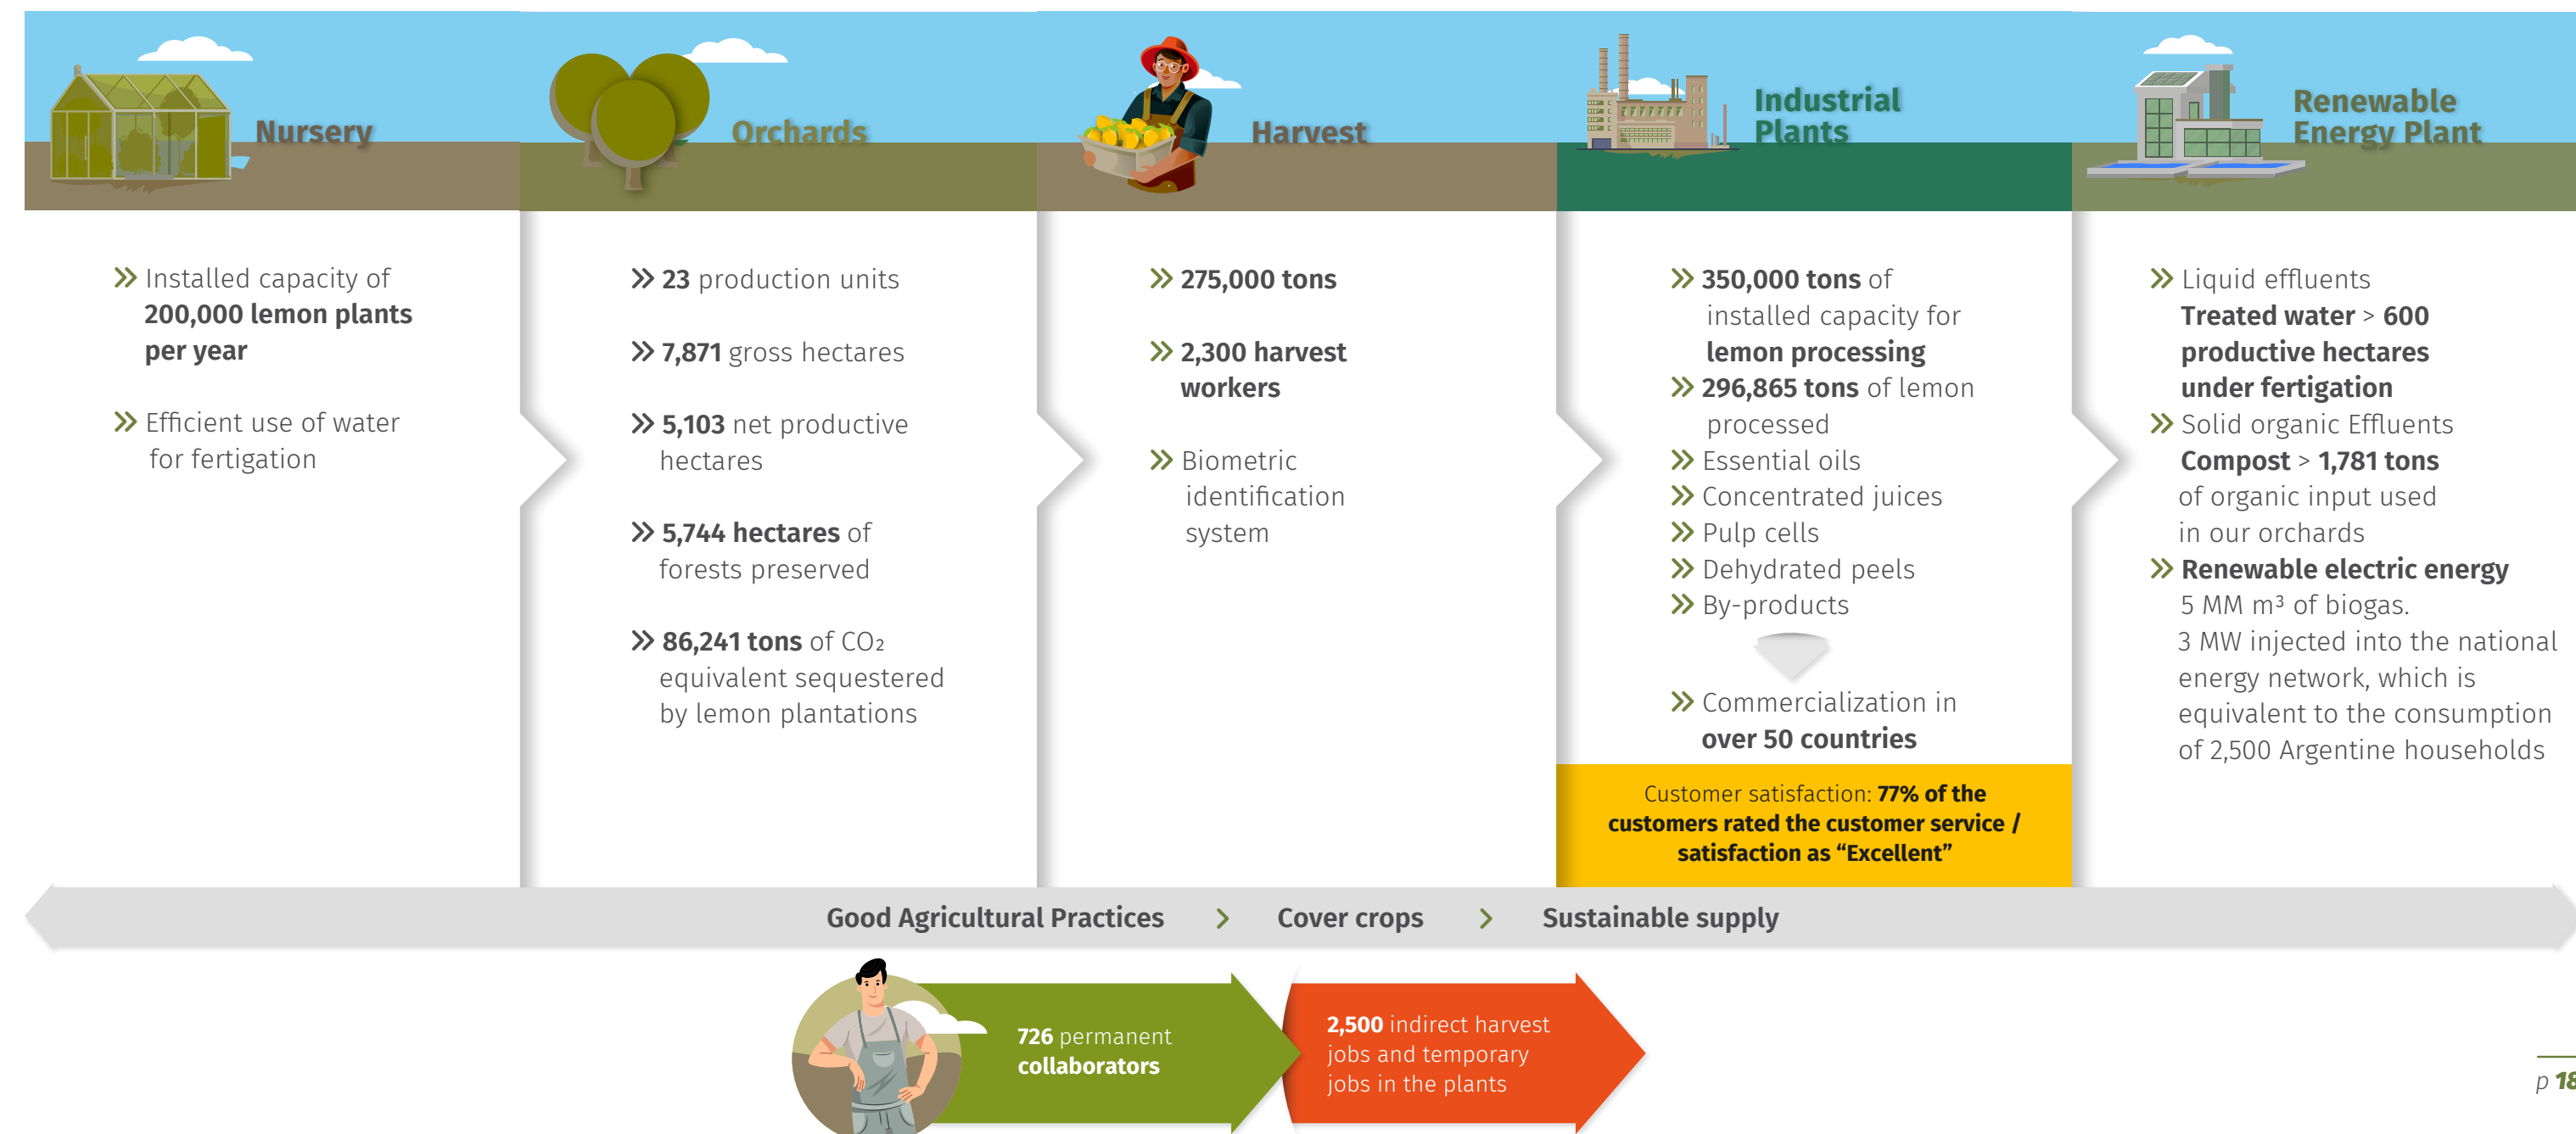 Nursery
Installed capacity of
200,000 lemon plants
per year
Efficient use of water
for fertigation
Orchards
23 production units
7,871 gross hectares
5,103 net productive
hectares
5,744 hectares of
forests preserved
86,241 tons of CO₂
equivalent sequestered
by lemon plantations
Harvest
275,000 tons
2,300 harvest
workers
Biometric
identification
system
Industrial
Plants
350,000 tons of
installed capacity for
lemon processing
296,865 tons of lemon
processed
Essential oils
Concentrated juices
Pulp cells
Dehydrated peels
By-products
Commercialization in
over 50 countries
Customer satisfaction: 77% of the
customers rated the customer service /
satisfaction as “Excellent”
Renewable
Energy Plant
Liquid effluents
Treated water > 600
productive hectares
under fertigation
Solid organic Effluents
Compost > 1,781 tons
of organic input used
in our orchards
Renewable electric energy
5 MM m³ of biogas.
3 MW injected into the national
energy network, which is
equivalent to the consumption
of 2,500 Argentine households
Good Agricultural Practices > Cover crops > Sustainable supply
726 permanent
collaborators
2,500 indirect harvest
jobs and temporary
jobs in the plants
p 18